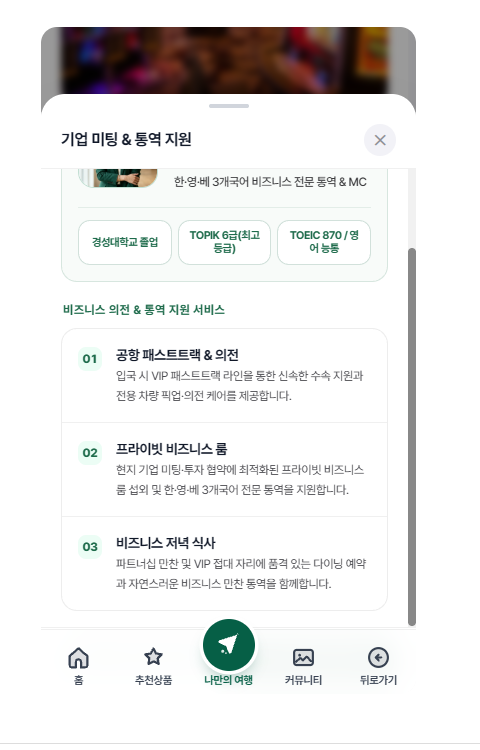 기업 미팅 & 통역 지원
한·영·베 3개국어 비즈니스 전문 통역 & MC
경성대학교 졸업
TOPIK 6급(최고
등급)
TOEIC 870 / 영
어 능통
비즈니스 의전 & 통역 지원 서비스
01
공항 패스트트랙 & 의전
입국 시 VIP 패스트트랙 라인을 통한 신속한 수속 지원과
전용 차량 픽업·의전 케어를 제공합니다.
02
프라이빗 비즈니스 룸
현지 기업 미팅·투자 협약에 최적화된 프라이빗 비즈니스
룸 섭외 및 한·영·베 3개국어 전문 통역을 지원합니다.
03
비즈니스 저녁 식사
파트너십 만찬 및 VIP 접대 자리에 품격 있는 다이닝 예약
과 자연스러운 비즈니스 만찬 통역을 함께합니다.
홈
추천상품
나만의 여행
커뮤니티
뒤로가기